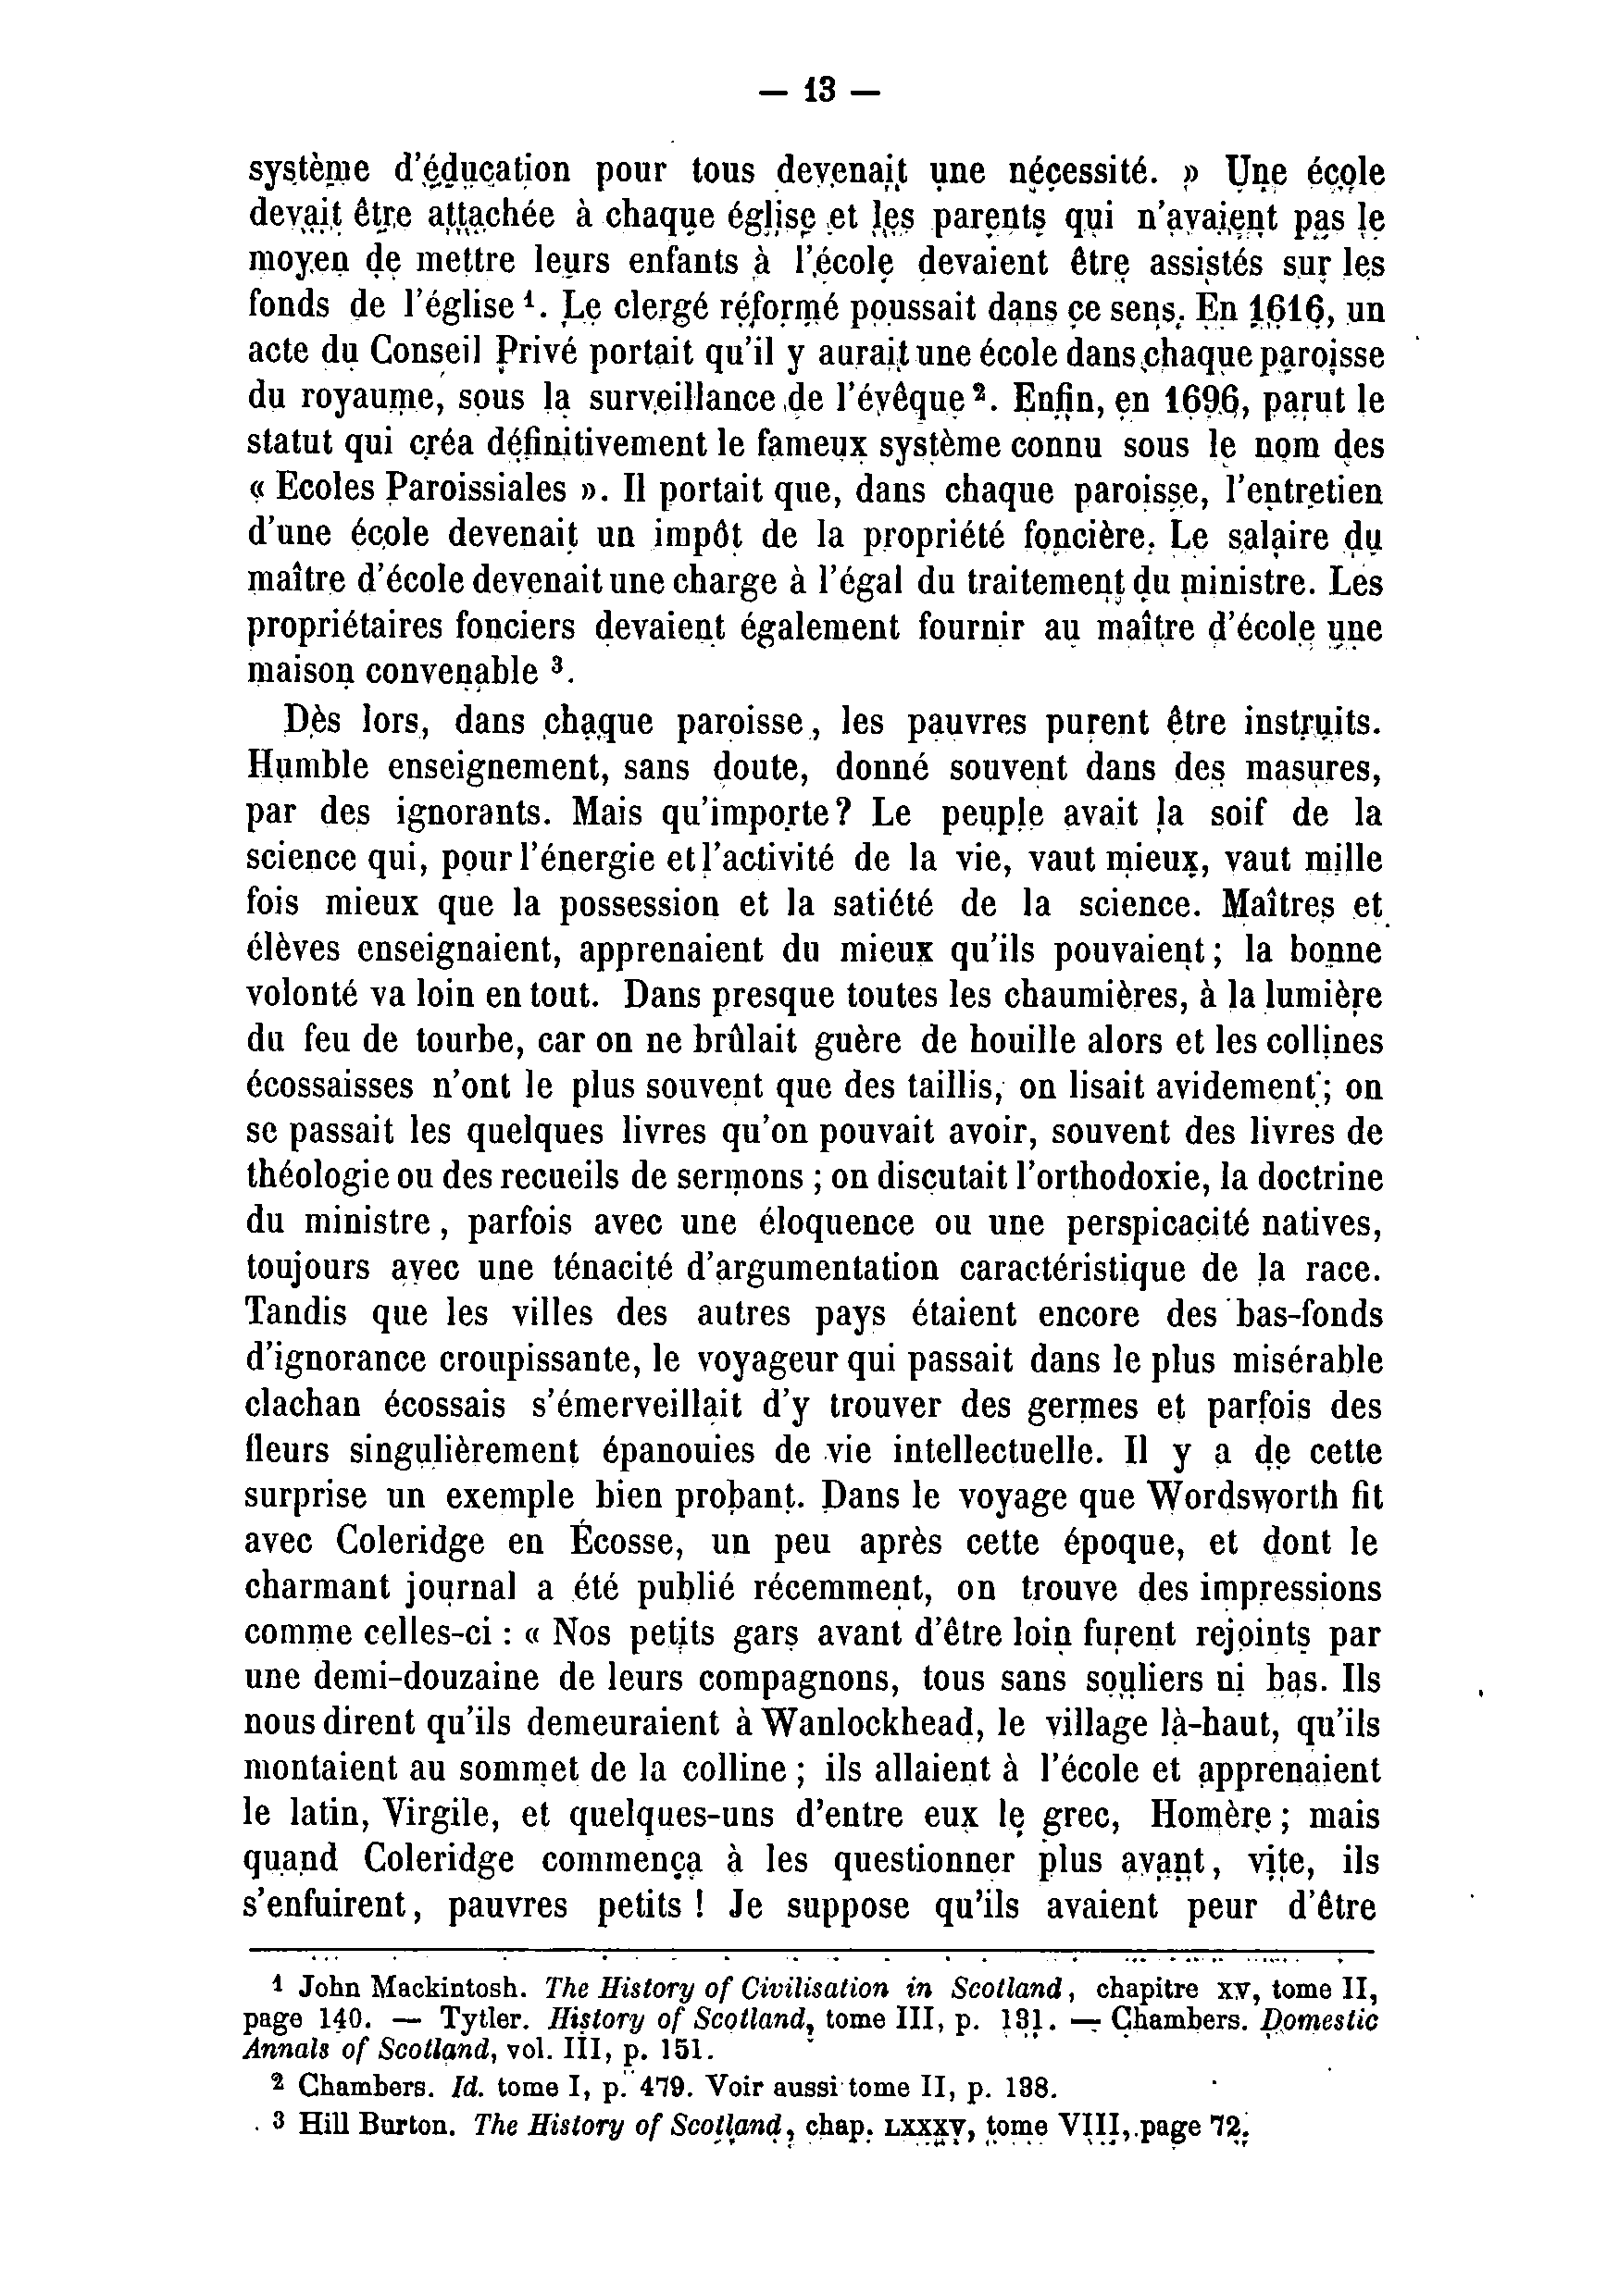 — 13 —
système d'éducation pour tous devenait une nécessité. » Une école
devait être attachée à chaque église et les parents qui n'avaient pas le
moyen de mettre leurs enfants à l'école devaient être assistés sur les
fonds de l'église ¹. Le clergé réformé poussait dans ce sens. En 1616, un
acte du Conseil Privé portait qu'il y aurait une école dans chaque paroisse
du royaume, sous la surveillance de l'évêque ². Enfin, en 1696, parut le
statut qui créa définitivement le fameux système connu sous le nom des
« Ecoles Paroissiales ». Il portait que, dans chaque paroisse, l'entretien
d'une école devenait un impôt de la propriété foncière. Le salaire du
maître d'école devenait une charge à l'égal du traitement du ministre. Les
propriétaires fonciers devaient également fournir au maître d'école une
maison convenable ³.
Dès lors, dans chaque paroisse, les pauvres purent être instruits.
Humble enseignement, sans doute, donné souvent dans des masures,
par des ignorants. Mais qu'importe? Le peuple avait la soif de la
science qui, pour l'énergie et l'activité de la vie, vaut mieux, vaut mille
fois mieux que la possession et la satiété de la science. Maîtres et
élèves enseignaient, apprenaient du mieux qu'ils pouvaient ; la bonne
volonté va loin en tout. Dans presque toutes les chaumières, à la lumière
du feu de tourbe, car on ne brûlait guère de houille alors et les collines
écossaisses n'ont le plus souvent que des taillis, on lisait avidement ; on
se passait les quelques livres qu'on pouvait avoir, souvent des livres de
théologie ou des recueils de sermons ; on discutait l'orthodoxie, la doctrine
du ministre, parfois avec une éloquence ou une perspicacité natives,
toujours avec une ténacité d'argumentation caractéristique de la race.
Tandis que les villes des autres pays étaient encore des bas-fonds
d'ignorance croupissante, le voyageur qui passait dans le plus misérable
clachan écossais s'émerveillait d'y trouver des germes et parfois des
fleurs singulièrement épanouies de vie intellectuelle. Il y a de cette
surprise un exemple bien probant. Dans le voyage que Wordsworth fit
avec Coleridge en Écosse, un peu après cette époque, et dont le
charmant journal a été publié récemment, on trouve des impressions
comme celles-ci : « Nos petits gars avant d'être loin furent rejoints par
une demi-douzaine de leurs compagnons, tous sans souliers ni bas. Ils
nous dirent qu'ils demeuraient à Wanlockhead, le village là-haut, qu'ils
montaient au sommet de la colline ; ils allaient à l'école et apprenaient
le latin, Virgile, et quelques-uns d'entre eux le grec, Homère ; mais
quand Coleridge commença à les questionner plus avant, vite, ils
s'enfuirent, pauvres petits ! Je suppose qu'ils avaient peur d'être
¹ John Mackintosh. The History of Civilisation in Scotland, chapitre XV, tome II,
page 140. — Tytler. History of Scotland, tome III, p. 131. — Chambers. Domestic
Annals of Scotland, vol. III, p. 151.
² Chambers. Id. tome I, p. 479. Voir aussi tome II, p. 138.
³ Hill Burton. The History of Scotland, chap. LXXXV, tome VIII, page 72.